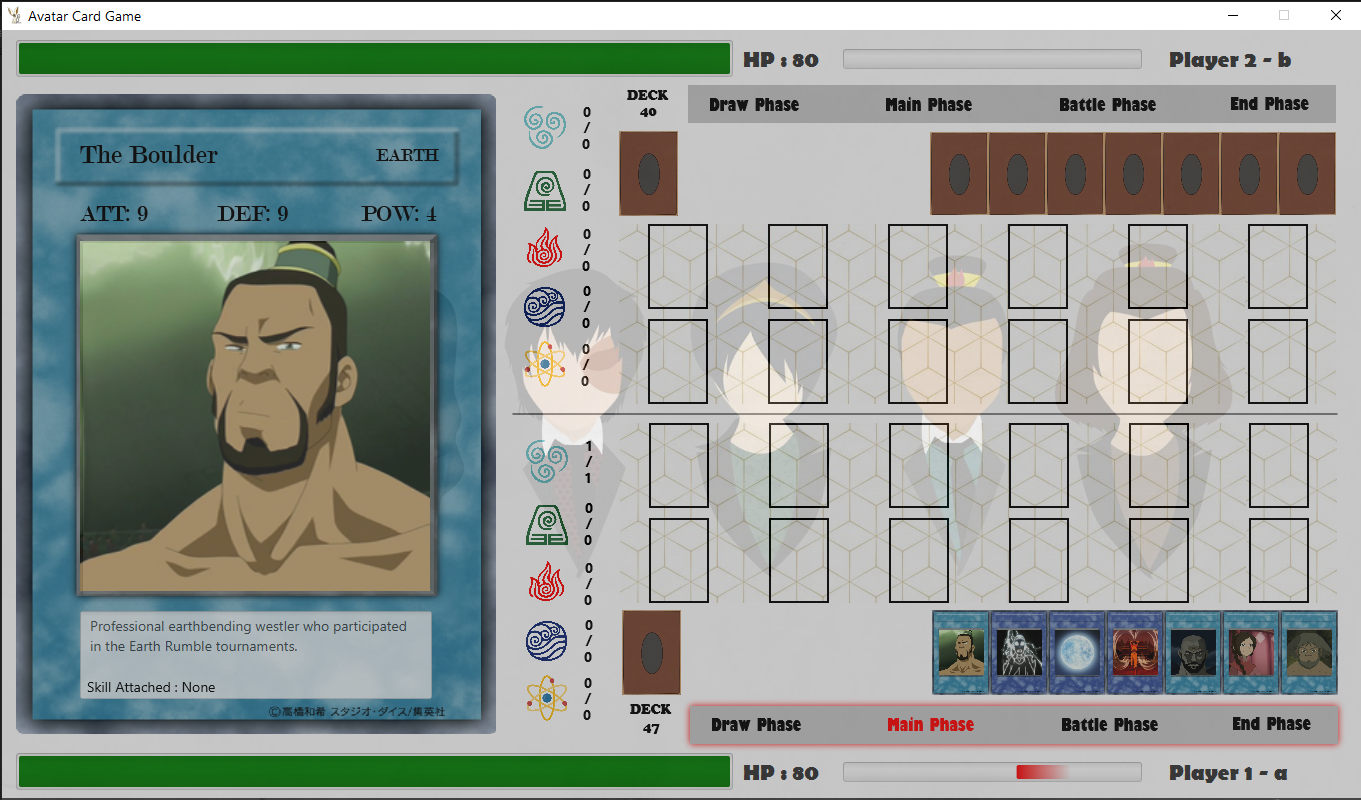 Avatar Card Game
HP : 80
Player 2 - b
DECK
40
Draw Phase
Main Phase
Battle Phase
End Phase
The Boulder
EARTH
ATT: 9
DEF: 9
POW: 4
0
/
0
0
/
0
0
/
0
0
/
0
0
/
0
Professional earthbending westler who participated
in the Earth Rumble tournaments.
Skill Attached : None
©高橋和希 スタジオ・ダイス/集英社
1
/
1
0
/
0
0
/
0
0
/
0
0
/
0
DECK
47
Draw Phase
Main Phase
Battle Phase
End Phase
HP : 80
Player 1 - a